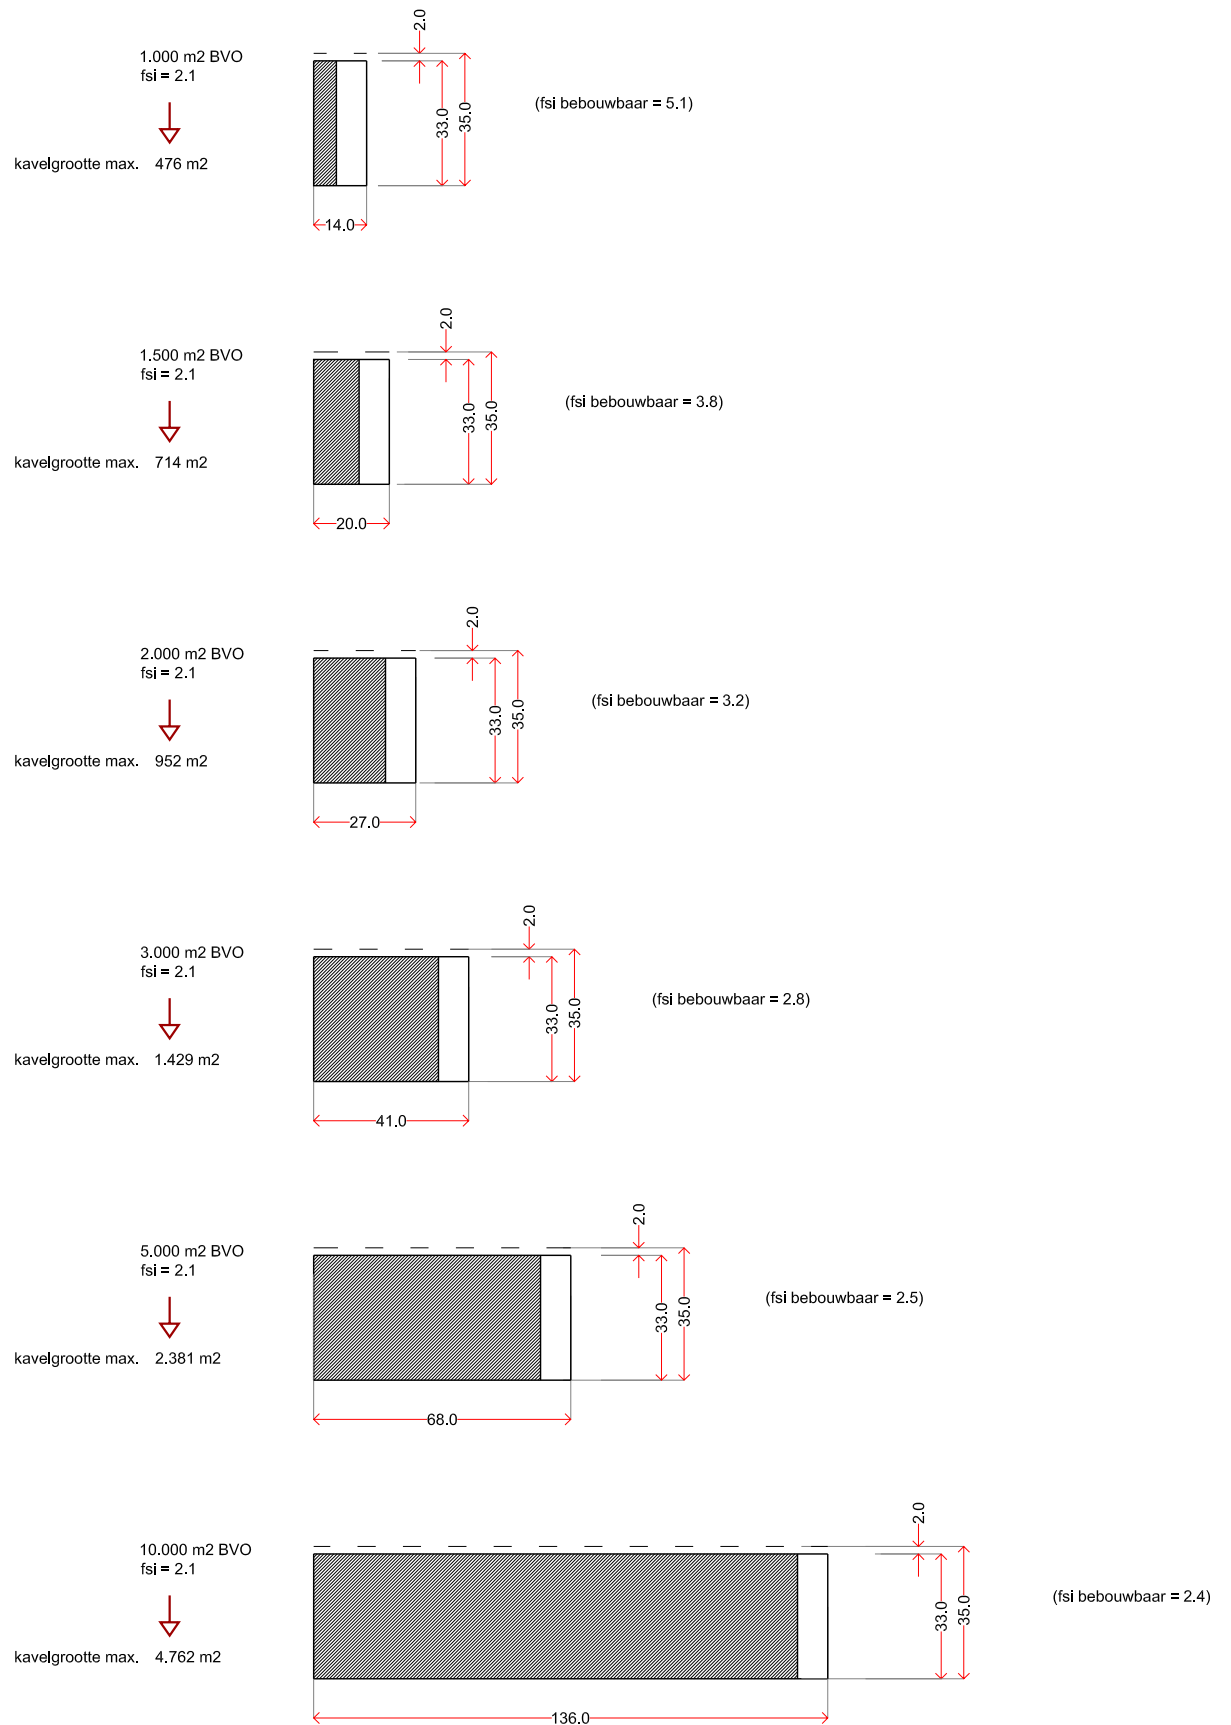 2.0
1.000 m2 BVO
fsi = 2.1
33.0
35.0
(fsi bebouwbaar = 5.1)
kavelgrootte max. 476 m2
14.0
2.0
1.500 m2 BVO
fsi = 2.1
33.0
35.0
(fsi bebouwbaar = 3.8)
kavelgrootte max. 714 m2
20.0
2.0
2.000 m2 BVO
fsi = 2.1
33.0
35.0
(fsi bebouwbaar = 3.2)
kavelgrootte max. 952 m2
27.0
2.0
3.000 m2 BVO
fsi = 2.1
33.0
35.0
(fsi bebouwbaar = 2.8)
kavelgrootte max. 1.429 m2
41.0
2.0
5.000 m2 BVO
fsi = 2.1
33.0
35.0
(fsi bebouwbaar = 2.5)
kavelgrootte max. 2.381 m2
68.0
2.0
10.000 m2 BVO
fsi = 2.1
33.0
35.0
(fsi bebouwbaar = 2.4)
kavelgrootte max. 4.762 m2
136.0